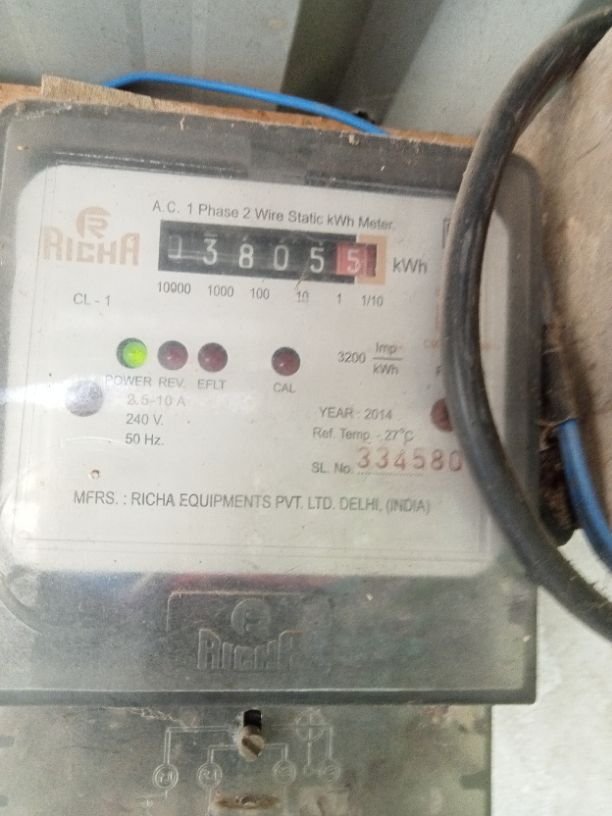 R
RICHA
A.C. 1 Phase 2 Wire Static kWh Meter.
38055 kWh
10000 1000 100 10 1 1/10
CL - 1
3200 Imp kWh
POWER REV. EFLT CAL
2.5-10 A
240 V.
50 Hz.
YEAR : 2014
Ref. Temp. - 27°C
SL. No. 334580
MFRS. : RICHA EQUIPMENTS PVT. LTD. DELHI, (INDIA)
R
RICHA